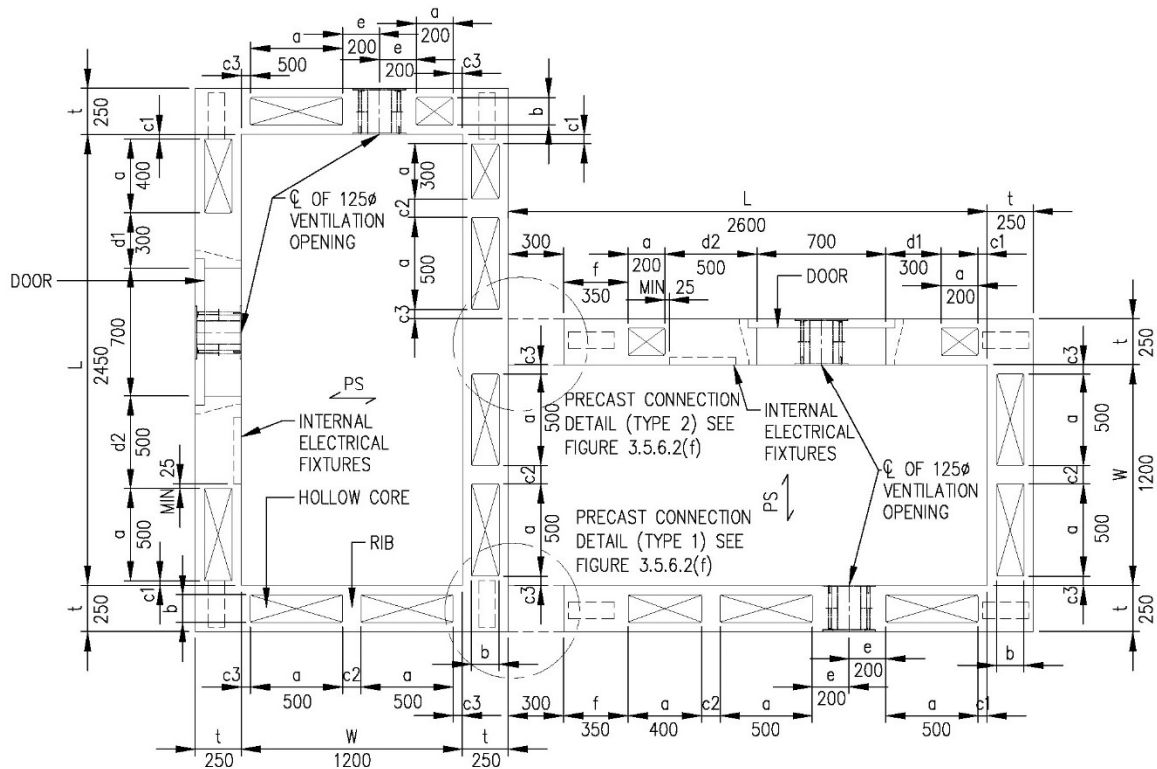 a
200
e
200
a
500
e
200
c3
c3
t
250
c1
b
c1
a
400
a
300
℄ OF 125ø
VENTILATION
OPENING
c2
L
2600
t
250
d1
300
300
a
200
d2
500
700
d1
300
c1
a
500
f
350
a
200
DOOR
MIN 25
DOOR
c3
700
L
2450
c3
t
250
c3
PS
PRECAST CONNECTION
DETAIL (TYPE 2) SEE
FIGURE 3.5.6.2(f)
a
500
INTERNAL
ELECTRICAL
FIXTURES
a
500
INTERNAL
ELECTRICAL
FIXTURES
d2
500
c2
℄ OF 125ø
VENTILATION
OPENING
c2
W
1200
MIN 25
HOLLOW CORE
PS
a
500
PRECAST CONNECTION
DETAIL (TYPE 1) SEE
FIGURE 3.5.6.2(f)
a
500
a
500
RIB
c1
b
c3
c3
t
250
t
250
b
e
200
b
c3
a
500
c2
a
500
c3
300
f
350
a
400
c2
a
500
e
200
a
500
c1
t
250
W
1200
t
250